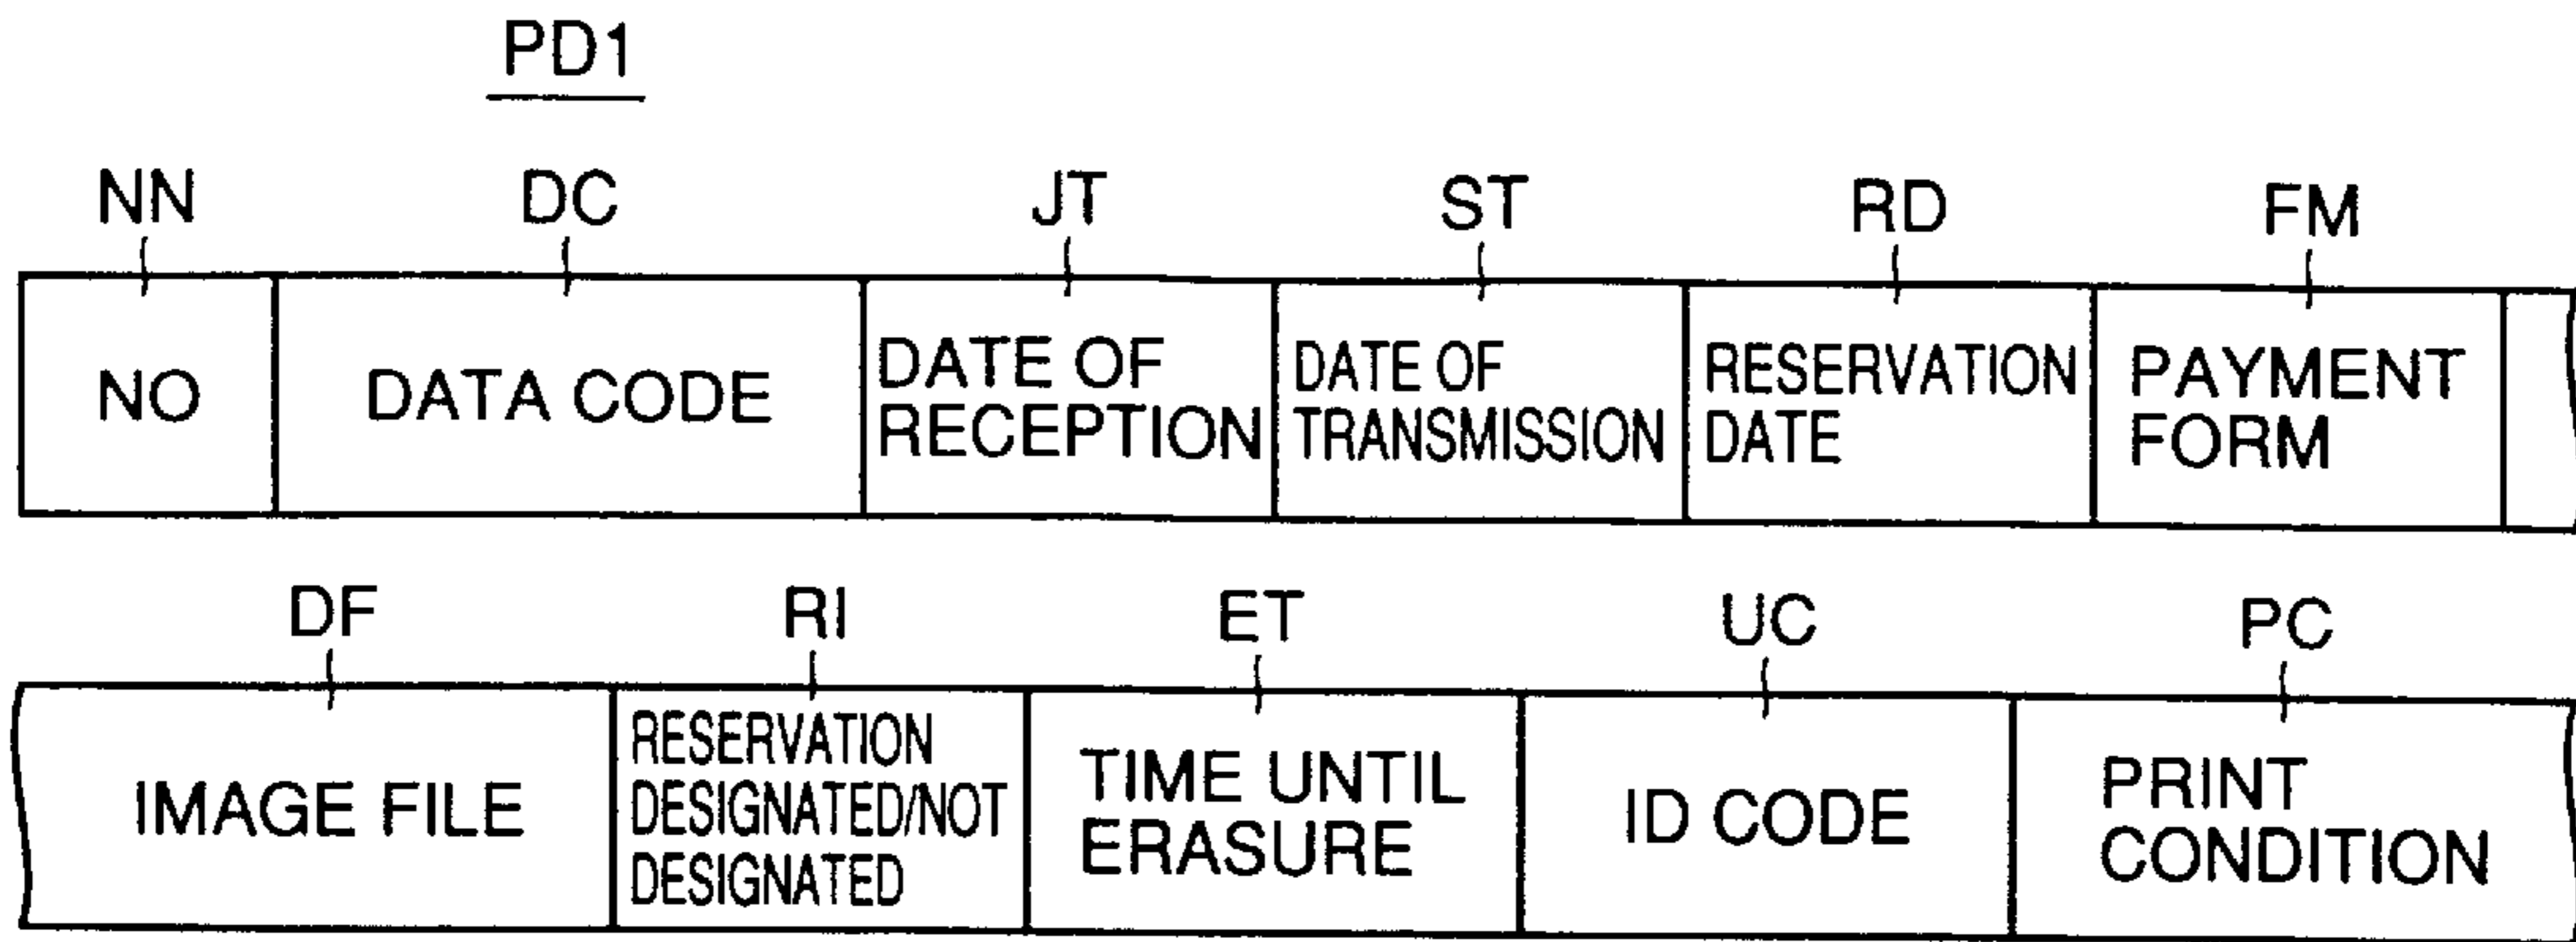 PD1
NN DC JT ST RD FM
NO DATA CODE DATE OF RECEPTION DATE OF TRANSMISSION RESERVATION DATE PAYMENT FORM
DF RI ET UC PC
IMAGE FILE RESERVATION DESIGNATED/NOT DESIGNATED TIME UNTIL ERASURE ID CODE PRINT CONDITION